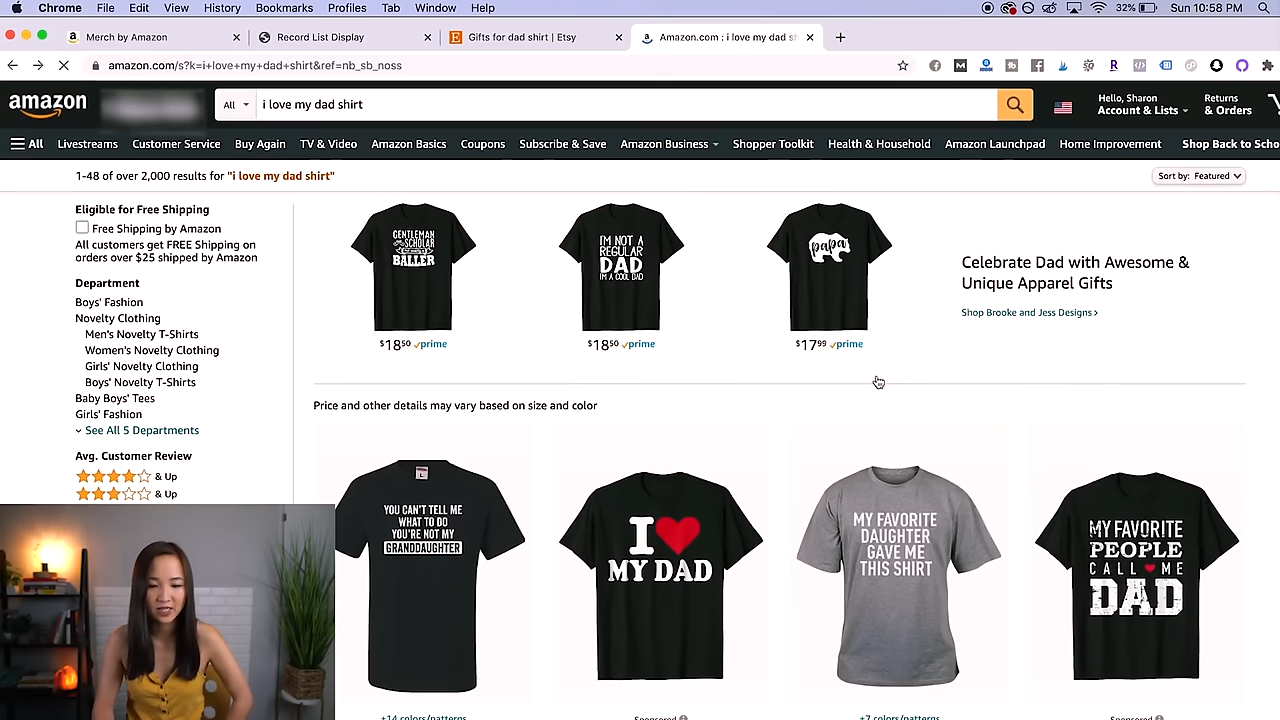 Chrome File Edit View History Bookmarks Profiles Tab Window Help 32% Sun 10:58 PM
Merch by Amazon Record List Display Gifts for dad shirt | Etsy Amazon.com : i love my dad sh
amazon.com/s?k=i+love+my+dad+shirt&ref=nb_sb_noss
amazon All i love my dad shirt Hello, Sharon Account & Lists Returns & Orders
All Livestreams Customer Service Buy Again TV & Video Amazon Basics Coupons Subscribe & Save Amazon Business Shopper Toolkit Health & Household Amazon Launchpad Home Improvement Shop Back to Scho
1-48 of over 2,000 results for "i love my dad shirt"
Sort by: Featured
Eligible for Free Shipping
Free Shipping by Amazon
All customers get FREE Shipping on
orders over $25 shipped by Amazon
Department
Boys' Fashion
Novelty Clothing
Men's Novelty T-Shirts
Women's Novelty Clothing
Girls' Novelty Clothing
Boys' Novelty T-Shirts
Baby Boys' Tees
Girls' Fashion
See All 5 Departments
Avg. Customer Review
& Up
& Up
GENTLEMAN
SCHOLAR
BALLER
$18.50 prime
I'M NOT A
REGULAR
DAD
I'M A COOL DAD
$18.50 prime
papa
$17.99 prime
Celebrate Dad with Awesome &
Unique Apparel Gifts
Shop Brooke and Jess Designs >
Price and other details may vary based on size and color
YOU CAN'T TELL ME
WHAT TO DO
YOU'RE NOT MY
GRANDDAUGHTER
+14 colors/patterns
I
MY DAD
Sponsored
MY FAVORITE
DAUGHTER
GAVE ME
THIS SHIRT
+7 colors/patterns
MY FAVORITE
PEOPLE
CALL ME
DAD
Sponsored